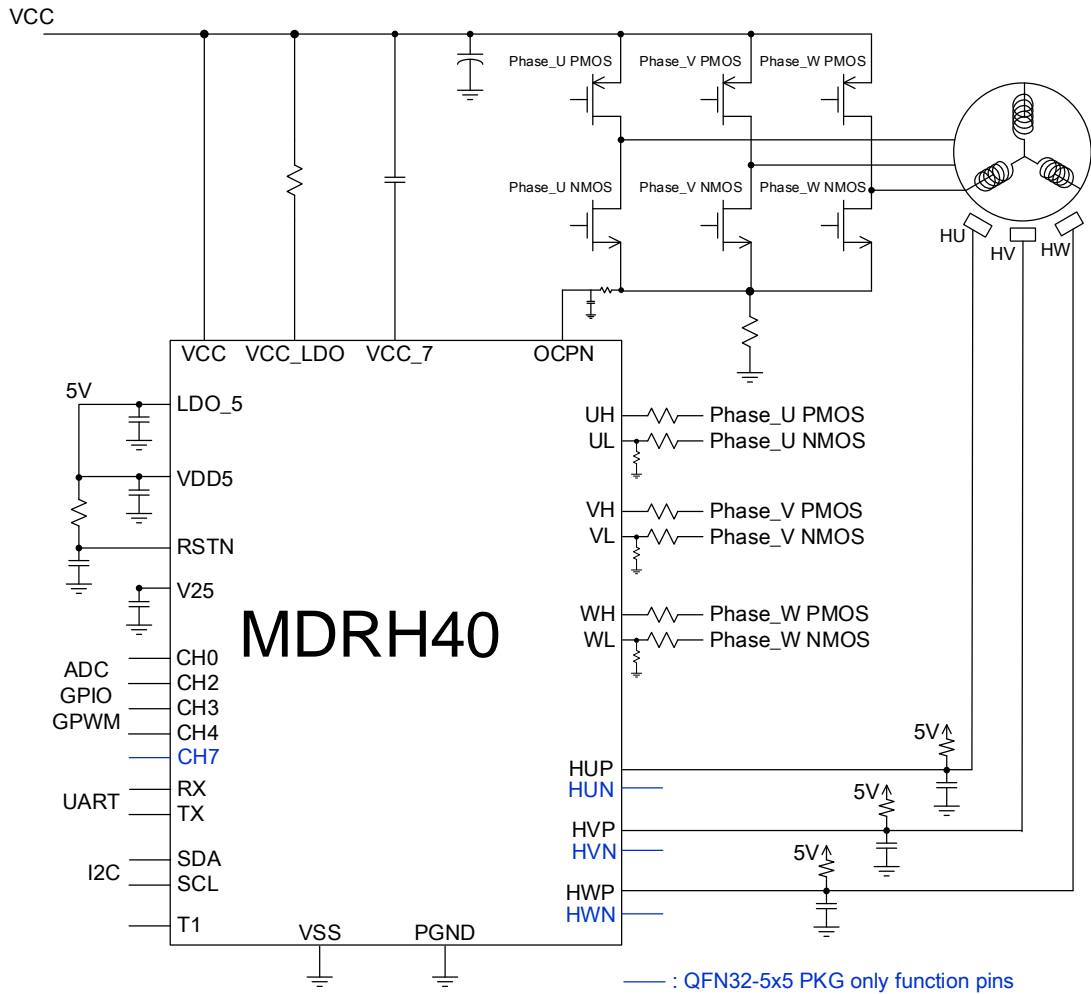 VCC
Phase_U PMOS
Phase_V PMOS
Phase_W PMOS
Phase_U NMOS
Phase_V NMOS
Phase_W NMOS
HU
HV
HW
VCC
VCC_LDO
VCC_7
OCPN
5V
LDO_5
VDD5
RSTN
V25
MDRH40
ADC
GPIO
GPWM
CH0
CH2
CH3
CH4
CH7
UART
RX
TX
I2C
SDA
SCL
T1
VSS
PGND
UH
Phase_U PMOS
UL
Phase_U NMOS
VH
Phase_V PMOS
VL
Phase_V NMOS
WH
Phase_W PMOS
WL
Phase_W NMOS
5V
HUP
HUN
5V
HVP
HVN
5V
HWP
HWN
: QFN32-5x5 PKG only function pins